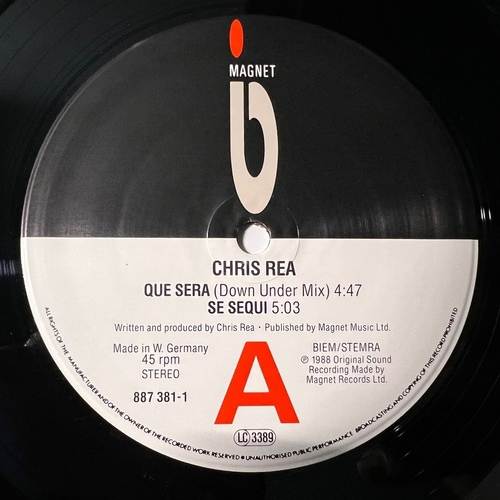 MAGNET
CHRIS REA
QUE SERA (Down Under Mix) 4:47
SE SEQUI 5:03
Written and produced by Chris Rea · Published by Magnet Music Ltd.
Made in W. Germany
45 rpm
STEREO
887 381-1
A
BIEM/STEMRA
℗ 1988 Original Sound
Recording Made by
Magnet Records Ltd.
LC 3389
ALL RIGHTS OF THE MANUFACTURER AND OF THE OWNER OF THE RECORDED WORK RESERVED • UNAUTHORISED PUBLIC PERFORMANCE, BROADCASTING AND COPYING OF THIS RECORD PROHIBITED